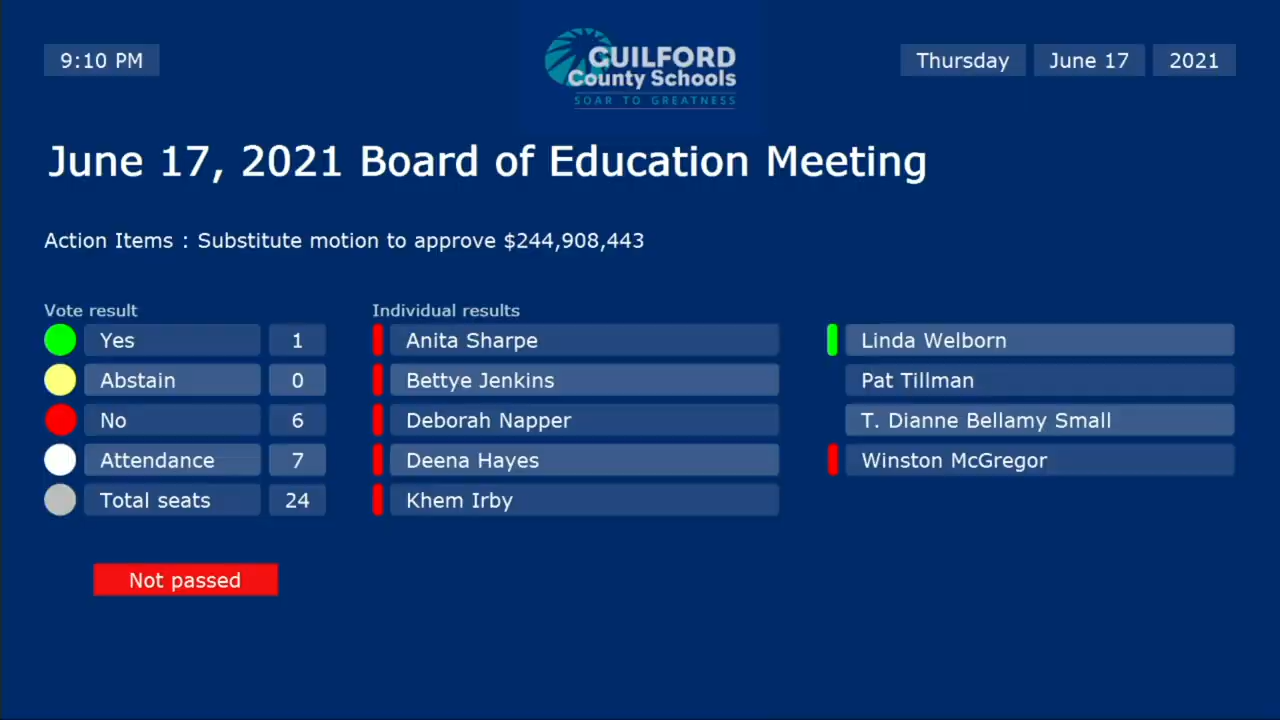 9:10 PM
GUILFORD
County Schools
SOAR TO GREATNESS
Thursday June 17 2021
June 17, 2021 Board of Education Meeting
Action Items : Substitute motion to approve $244,908,443
Vote result
Yes 1
Abstain 0
No 6
Attendance 7
Total seats 24
Not passed
Individual results
Anita Sharpe
Bettye Jenkins
Deborah Napper
Deena Hayes
Khem Irby
Linda Welborn
Pat Tillman
T. Dianne Bellamy Small
Winston McGregor